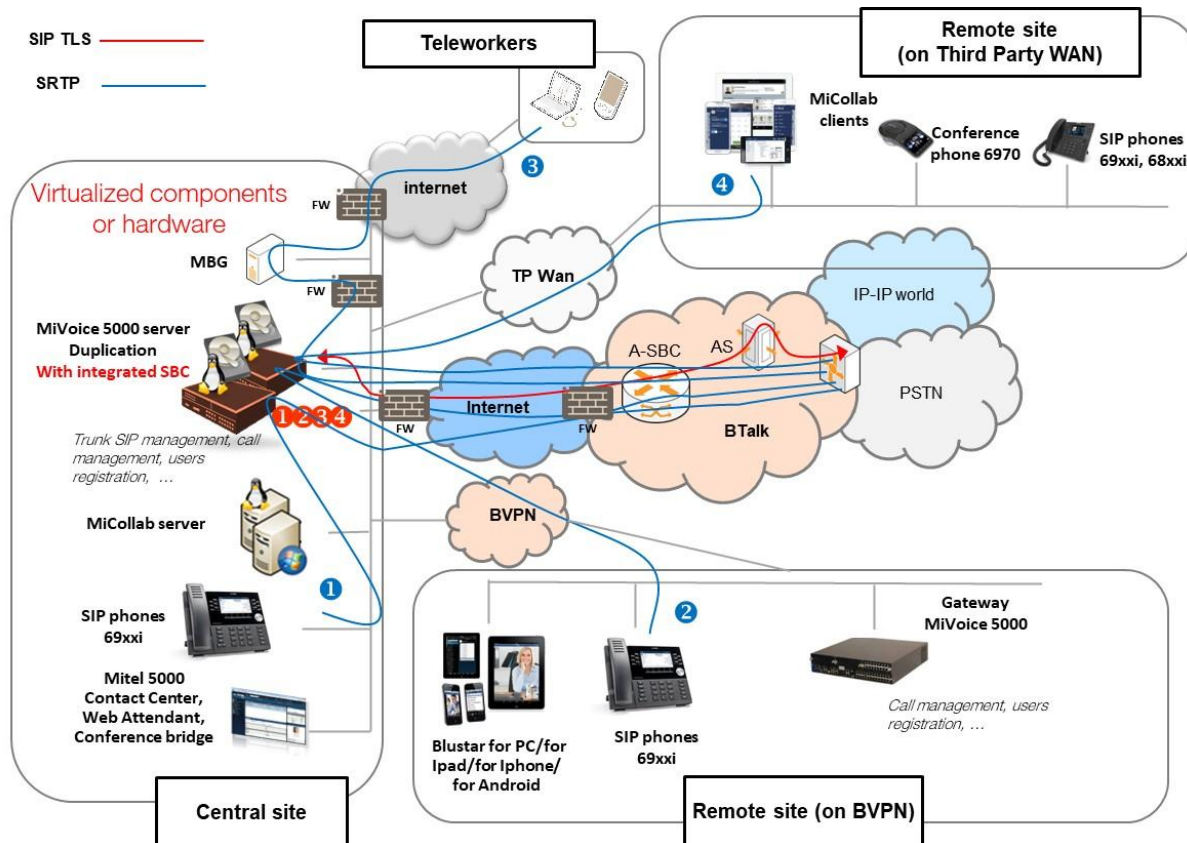 SIP TLS
SRTP
Teleworkers
Remote site
(on Third Party WAN)
MiCollab
clients
Conference
phone 6970
SIP phones
69xxi, 68xxi
3
4
internet
FW
Virtualized components
or hardware
MBG
FW
TP Wan
IP-IP world
MiVoice 5000 server
Duplication
With integrated SBC
A-SBC
AS
Internet
PSTN
1 2 3 4
FW
FW
BTalk
Trunk SIP management, call
management, users
registration, …
BVPN
MiCollab server
1
SIP phones
69xxi
2
Gateway
MiVoice 5000
Mitel 5000
Contact Center,
Web Attendant,
Conference bridge
Call management, users
registration, …
Blustar for PC/for
Ipad/for Iphone/
for Android
SIP phones
69xxi
Central site
Remote site (on BVPN)